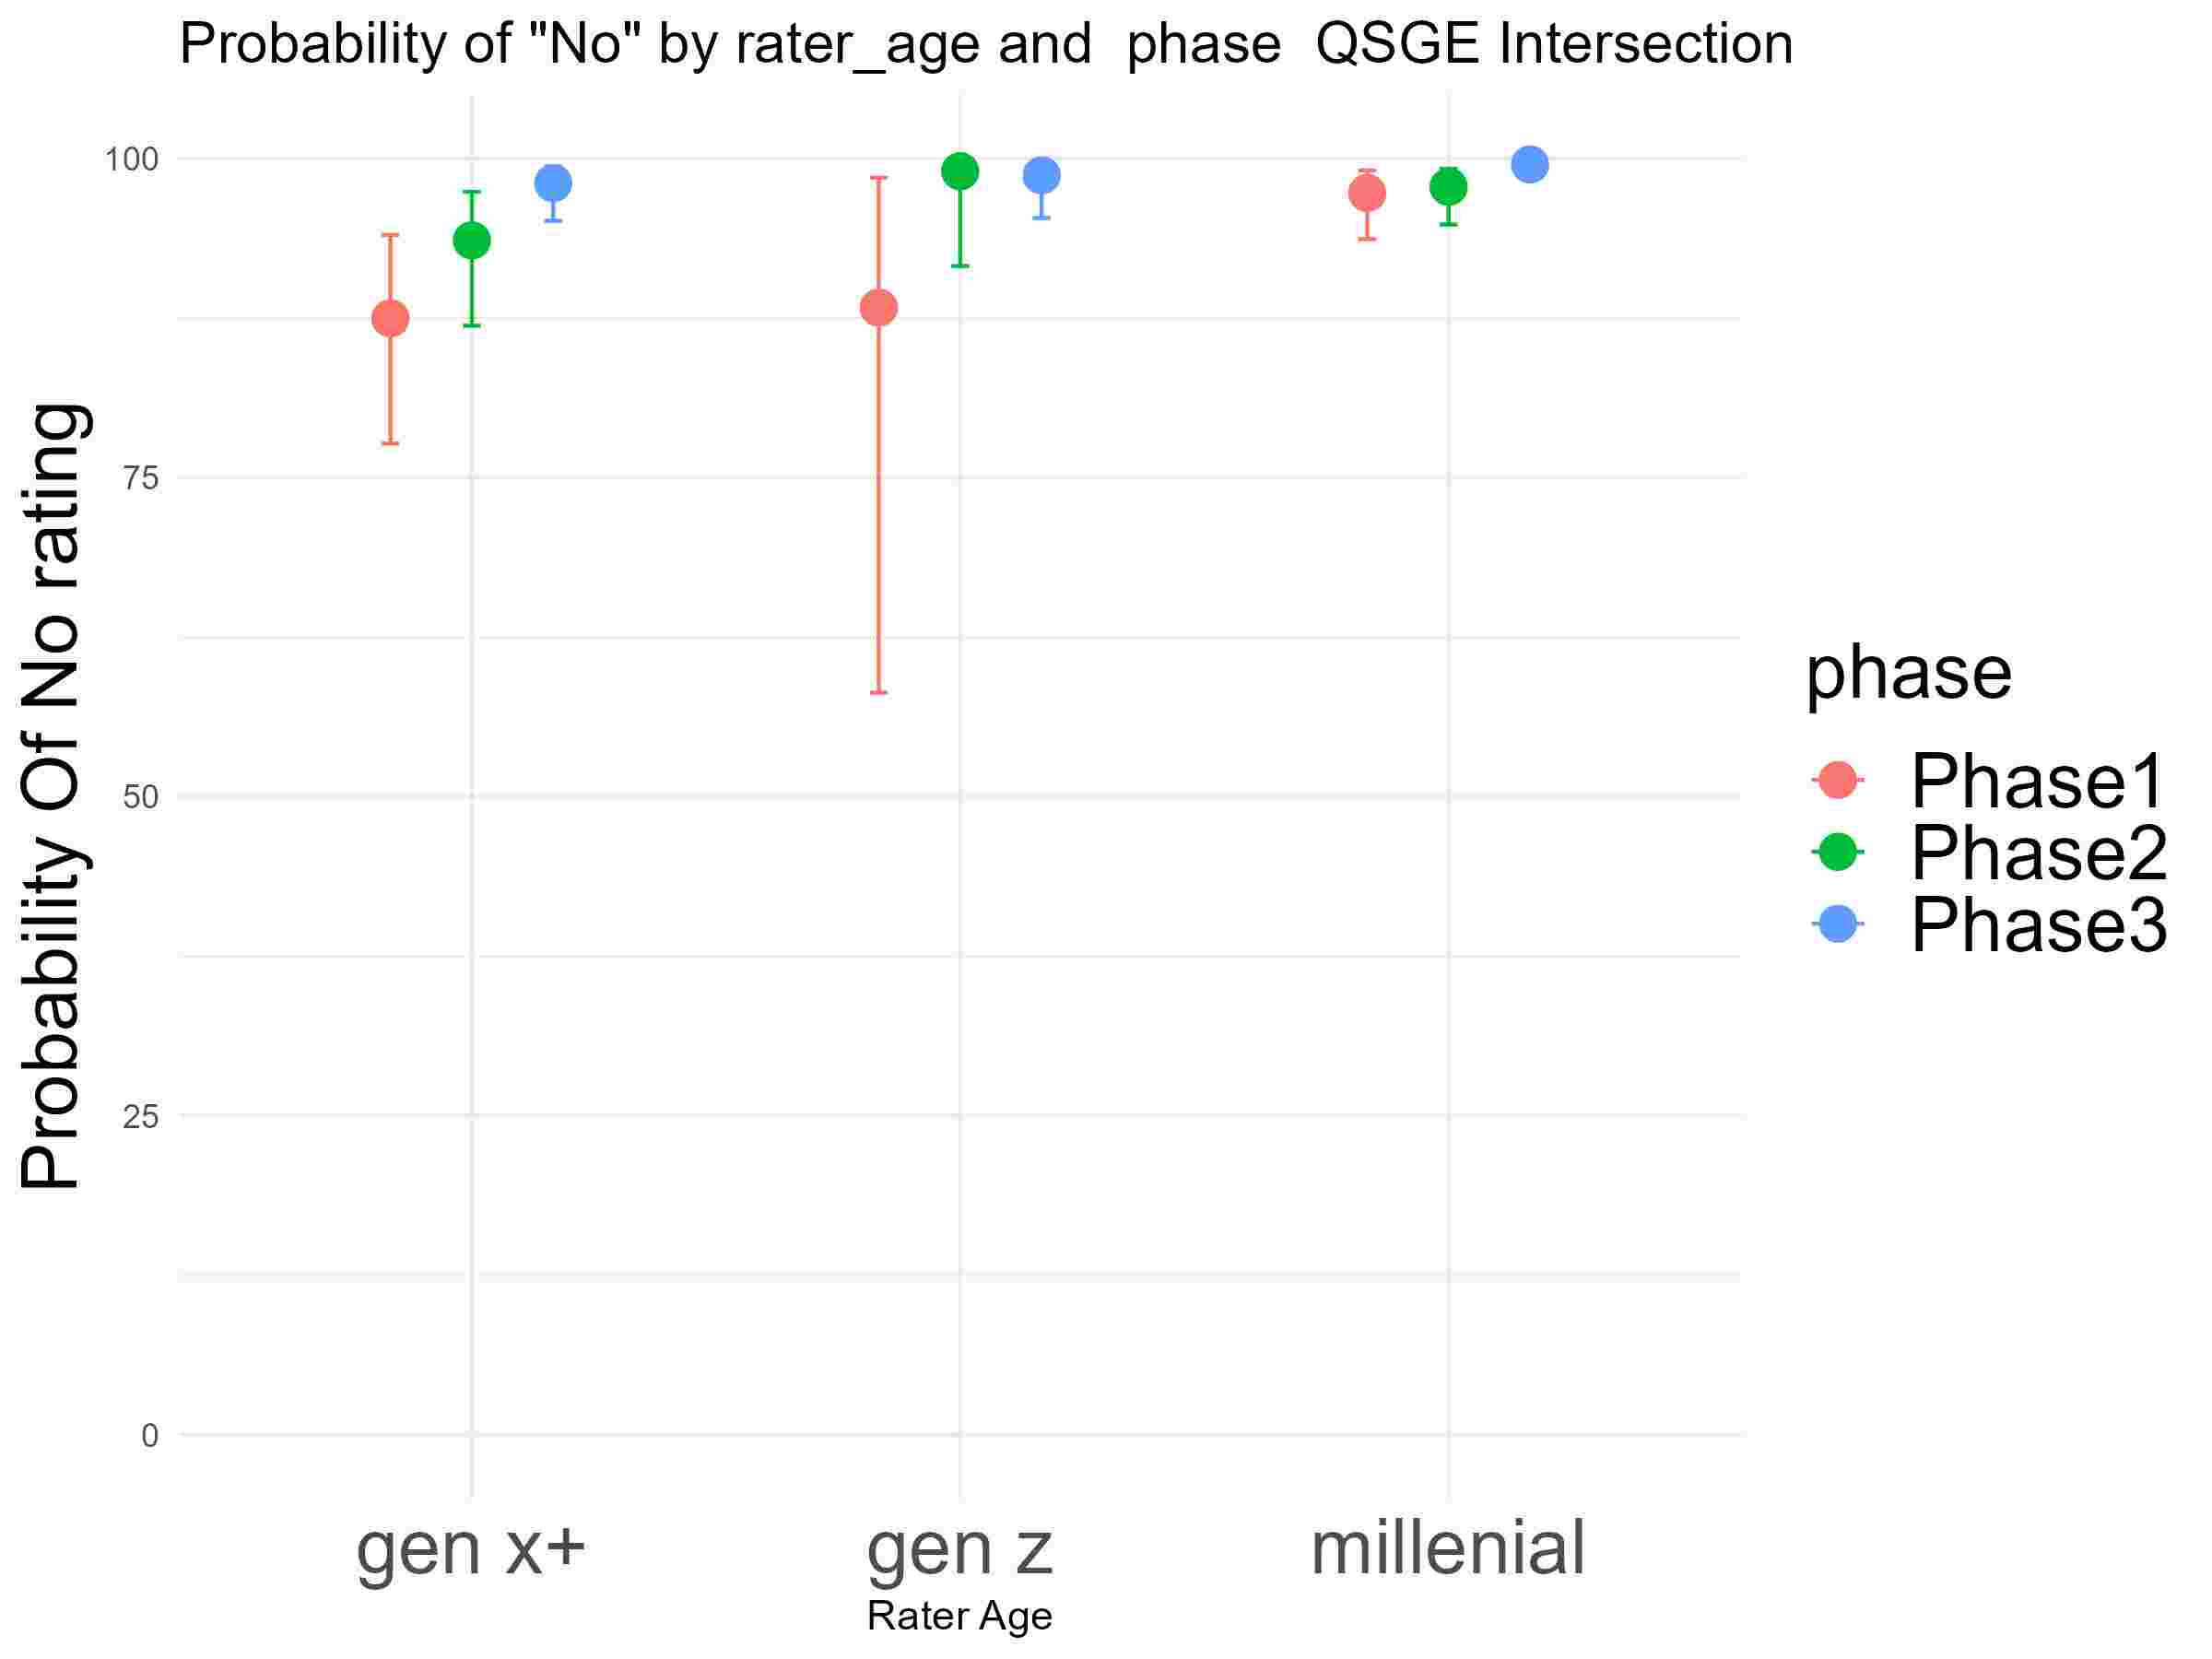 Probability of "No" by rater_age and  phase  QSGE Intersection
Probability Of No rating
100
75
50
25
0
gen x+
gen z
millenial
Rater Age
phase
Phase1
Phase2
Phase3